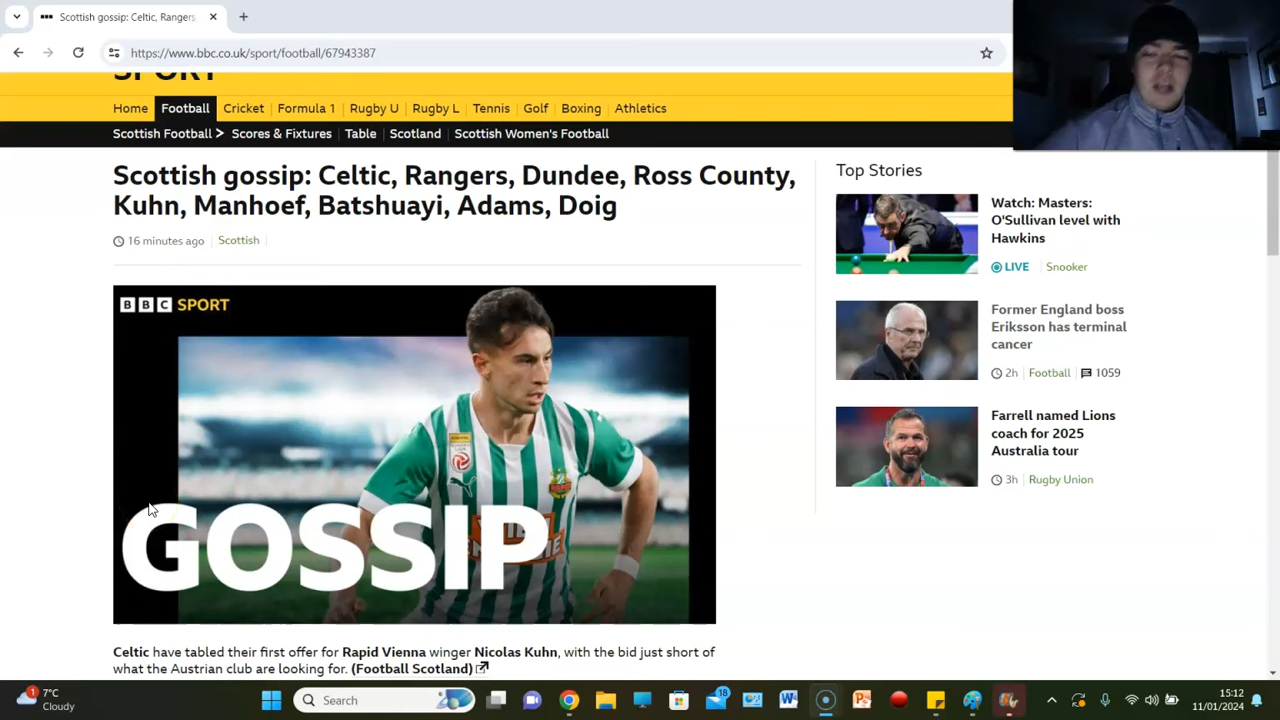 Scottish gossip: Celtic, Rangers
https://www.bbc.co.uk/sport/football/67943387
SPORT
Home Football Cricket Formula 1 Rugby U Rugby L Tennis Golf Boxing Athletics
Scottish Football > Scores & Fixtures Table Scotland Scottish Women's Football
Scottish gossip: Celtic, Rangers, Dundee, Ross County,
Kuhn, Manhoef, Batshuayi, Adams, Doig
16 minutes ago Scottish
BBC SPORT
GOSSIP
Celtic have tabled their first offer for Rapid Vienna winger Nicolas Kuhn, with the bid just short of
what the Austrian club are looking for. (Football Scotland)
Top Stories
Watch: Masters:
O'Sullivan level with
Hawkins
LIVE Snooker
Former England boss
Eriksson has terminal
cancer
2h Football 1059
Farrell named Lions
coach for 2025
Australia tour
3h Rugby Union
1
7°C
Cloudy
Search
18
15:12
11/01/2024